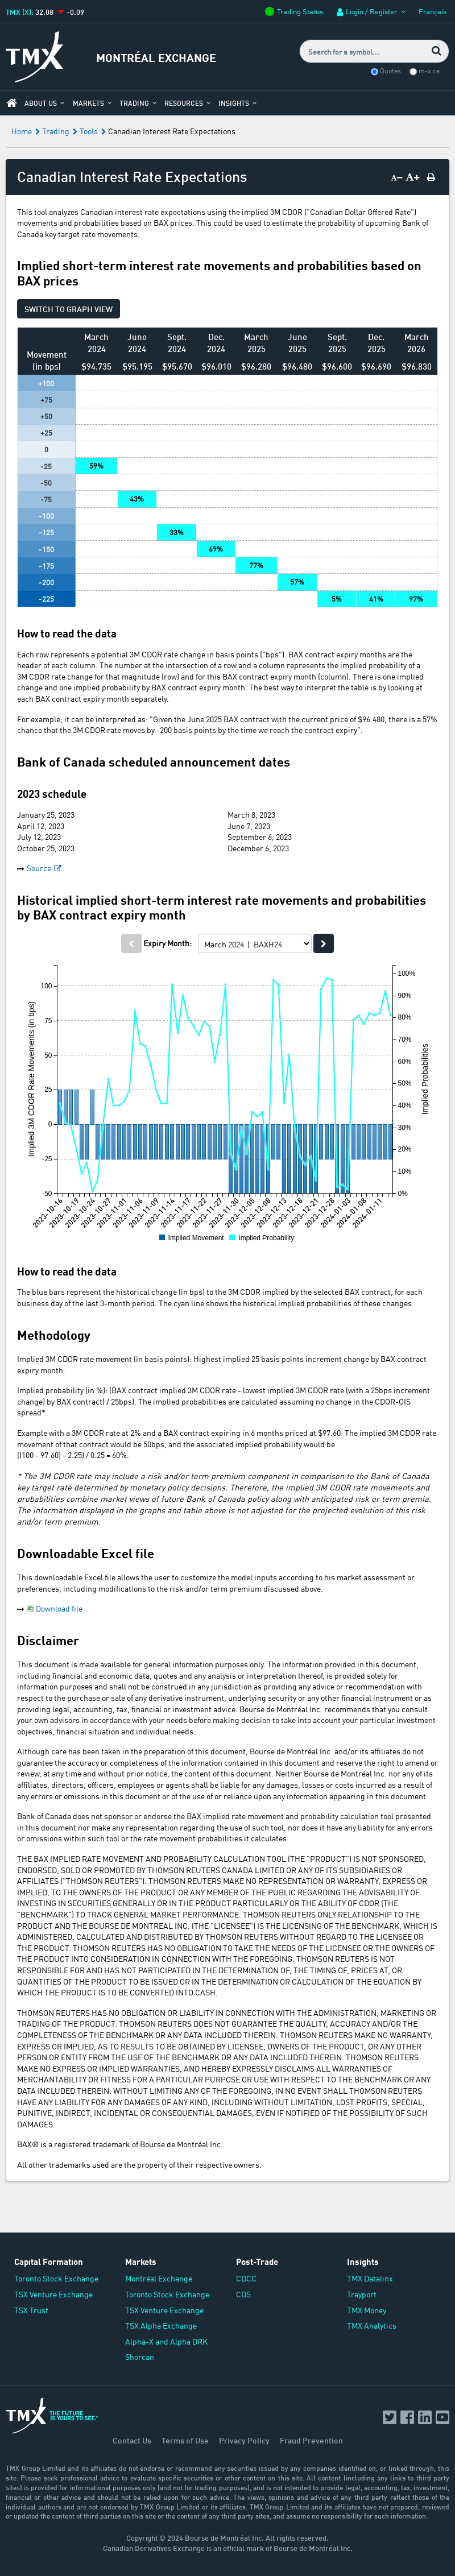 TMX (X): 32.08 -0.09
Trading Status Login / Register Français
TMX
MONTRÉAL EXCHANGE
Search for a symbol...
Quotes m-x.ca
ABOUT US MARKETS TRADING RESOURCES INSIGHTS
Home Trading Tools Canadian Interest Rate Expectations
Canadian Interest Rate Expectations A− A+
This tool analyzes Canadian interest rate expectations using the implied 3M CDOR ("Canadian Dollar Offered Rate")
movements and probabilities based on BAX prices. This could be used to estimate the probability of upcoming Bank of
Canada key target rate movements.
Implied short-term interest rate movements and probabilities based on
BAX prices
SWITCH TO GRAPH VIEW
Movement (in bps) March 2024 June 2024 Sept. 2024 Dec. 2024 March 2025 June 2025 Sept. 2025 Dec. 2025 March 2026
$94.735 $95.195 $95.670 $96.010 $96.280 $96.480 $96.600 $96.690 $96.830
+100
+75
+50
+25
0
-25 59%
-50
-75 43%
-100
-125 33%
-150 69%
-175 77%
-200 57%
-225 5% 41% 97%
How to read the data
Each row represents a potential 3M CDOR rate change in basis points ("bps"). BAX contract expiry months are the
header of each column. The number at the intersection of a row and a column represents the implied probability of a
3M CDOR rate change for that magnitude (row) and for this BAX contract expiry month (column). There is one implied
change and one implied probability by BAX contract expiry month. The best way to interpret the table is by looking at
each BAX contract expiry month separately.
For example, it can be interpreted as: "Given the June 2025 BAX contract with the current price of $96.480, there is a 57%
chance that the 3M CDOR rate moves by -200 basis points by the time we reach the contract expiry".
Bank of Canada scheduled announcement dates
2023 schedule
January 25, 2023 March 8, 2023
April 12, 2023 June 7, 2023
July 12, 2023 September 6, 2023
October 25, 2023 December 6, 2023
Source
Historical implied short-term interest rate movements and probabilities
by BAX contract expiry month
Expiry Month: March 2024 | BAXH24
Implied 3M CDOR Rate Movements (in bps)
100
75
50
25
0
-25
-50
100%
90%
80%
70%
60%
50%
40%
30%
20%
10%
0%
Implied Probabilities
2023-10-16 2023-10-19 2023-10-24 2023-10-27 2023-11-01 2023-11-06 2023-11-09 2023-11-14 2023-11-17 2023-11-22 2023-11-27 2023-11-30 2023-12-05 2023-12-08 2023-12-13 2023-12-18 2023-12-21 2023-12-28 2024-01-03 2024-01-08 2024-01-11
Implied Movement Implied Probability
How to read the data
The blue bars represent the historical change (in bps) to the 3M CDOR implied by the selected BAX contract, for each
business day of the last 3-month period. The cyan line shows the historical implied probabilities of these changes.
Methodology
Implied 3M CDOR rate movement (in basis points): Highest implied 25 basis points increment change by BAX contract
expiry month.
Implied probability (in %): (BAX contract implied 3M CDOR rate - lowest implied 3M CDOR rate (with a 25bps increment
change) by BAX contract) / 25bps). The implied probabilities are calculated assuming no change in the CDOR-OIS
spread*.
Example within a 3M CDOR rate at 2% and a BAX contract expiring in 6 months priced at $97.60: The implied 3M CDOR rate
movement of that contract would be 50bps, and the associated implied probability would be
((100 - 97.60) - 2.25) / 0.25 = 60%.
* The 3M CDOR rate may include a risk and/or term premium component in comparison to the Bank of Canada
key target rate determined by monetary policy decisions. Therefore, the implied 3M CDOR rate movements and
probabilities combine market views of future Bank of Canada policy along with potential risk or term premia.
The information displayed in the graphs and table above is not adjusted for the projected evolution of this risk
and/or term premium.
Downloadable Excel file
This downloadable Excel file allows the user to customize the model inputs according to his market assessment or
preferences, including modifications to the risk and/or term premium discussed above.
Download file
Disclaimer
This document is made available for general information purposes only. The information provided in this document,
including financial and economic data, quotes and any analysis or interpretation thereof, is provided solely for
information purposes and shall not be construed in any jurisdiction as providing any advice or recommendation with
respect to the purchase or sale of any derivative instrument, underlying security or any other financial instrument or as
providing legal, accounting, tax, financial or investment advice. Bourse de Montréal Inc. recommends that you consult
your own advisors in accordance with your needs before making decision to take into account your particular investment
objectives, financial situation and individual needs.
Although care has been taken in the preparation of this document, Bourse de Montréal Inc. and/or its affiliates do not
guarantee the accuracy or completeness of the information contained in this document and reserve the right to amend or
review, at any time and without prior notice, the content of this document. Neither Bourse de Montréal Inc. nor any of its
affiliates, directors, officers, employees or agents shall be liable for any damages, losses or costs incurred as a result of
any errors or omissions in this document or of the use of or reliance upon any information appearing in this document.
Bank of Canada does not sponsor or endorse the BAX implied rate movement and probability calculation tool presented
in this document nor make any representation regarding the use of such tool, nor does it have any liability for any errors
or omissions within such tool or the rate movement probabilities it calculates.
THE BAX IMPLIED RATE MOVEMENT AND PROBABILITY CALCULATION TOOL (THE "PRODUCT") IS NOT SPONSORED,
ENDORSED, SOLD OR PROMOTED BY THOMSON REUTERS CANADA LIMITED OR ANY OF ITS SUBSIDIARIES OR
AFFILIATES ("THOMSON REUTERS"). THOMSON REUTERS MAKE NO REPRESENTATION OR WARRANTY, EXPRESS OR
IMPLIED, TO THE OWNERS OF THE PRODUCT OR ANY MEMBER OF THE PUBLIC REGARDING THE ADVISABILITY OF
INVESTING IN SECURITIES GENERALLY OR IN THE PRODUCT PARTICULARLY OR THE ABILITY OF CDOR (THE
"BENCHMARK") TO TRACK GENERAL MARKET PERFORMANCE. THOMSON REUTERS ONLY RELATIONSHIP TO THE
PRODUCT AND THE BOURSE DE MONTREAL INC. (THE "LICENSEE") IS THE LICENSING OF THE BENCHMARK, WHICH IS
ADMINISTERED, CALCULATED AND DISTRIBUTED BY THOMSON REUTERS WITHOUT REGARD TO THE LICENSEE OR
THE PRODUCT. THOMSON REUTERS HAS NO OBLIGATION TO TAKE THE NEEDS OF THE LICENSEE OR THE OWNERS OF
THE PRODUCT INTO CONSIDERATION IN CONNECTION WITH THE FOREGOING. THOMSON REUTERS IS NOT
RESPONSIBLE FOR AND HAS NOT PARTICIPATED IN THE DETERMINATION OF, THE TIMING OF, PRICES AT, OR
QUANTITIES OF THE PRODUCT TO BE ISSUED OR IN THE DETERMINATION OR CALCULATION OF THE EQUATION BY
WHICH THE PRODUCT IS TO BE CONVERTED INTO CASH.
THOMSON REUTERS HAS NO OBLIGATION OR LIABILITY IN CONNECTION WITH THE ADMINISTRATION, MARKETING OR
TRADING OF THE PRODUCT. THOMSON REUTERS DOES NOT GUARANTEE THE QUALITY, ACCURACY AND/OR THE
COMPLETENESS OF THE BENCHMARK OR ANY DATA INCLUDED THEREIN. THOMSON REUTERS MAKE NO WARRANTY,
EXPRESS OR IMPLIED, AS TO RESULTS TO BE OBTAINED BY LICENSEE, OWNERS OF THE PRODUCT, OR ANY OTHER
PERSON OR ENTITY FROM THE USE OF THE BENCHMARK OR ANY DATA INCLUDED THEREIN. THOMSON REUTERS
MAKE NO EXPRESS OR IMPLIED WARRANTIES, AND HEREBY EXPRESSLY DISCLAIMS ALL WARRANTIES OF
MERCHANTABILITY OR FITNESS FOR A PARTICULAR PURPOSE OR USE WITH RESPECT TO THE BENCHMARK OR ANY
DATA INCLUDED THEREIN. WITHOUT LIMITING ANY OF THE FOREGOING, IN NO EVENT SHALL THOMSON REUTERS
HAVE ANY LIABILITY FOR ANY DAMAGES OF ANY KIND, INCLUDING WITHOUT LIMITATION, LOST PROFITS, SPECIAL,
PUNITIVE, INDIRECT, INCIDENTAL OR CONSEQUENTIAL DAMAGES, EVEN IF NOTIFIED OF THE POSSIBILITY OF SUCH
DAMAGES.
BAX® is a registered trademark of Bourse de Montréal Inc.
All other trademarks used are the property of their respective owners.
Capital Formation Markets Post-Trade Insights
Toronto Stock Exchange Montréal Exchange CDCC TMX Datalinx
TSX Venture Exchange Toronto Stock Exchange CDS Trayport
TSX Trust TSX Venture Exchange TMX Money
TSX Alpha Exchange TMX Analytics
Alpha-X and Alpha DRK
Shorcan
TMX THE FUTURE IS YOURS TO SEE.
Contact Us Terms of Use Privacy Policy Fraud Prevention
TMX Group Limited and its affiliates do not endorse or recommend any securities issued by any companies identified on, or linked through, this
site. Please seek professional advice to evaluate specific securities or other content on this site. All content (including any links to third party
sites) is provided for informational purposes only (and not for trading purposes), and is not intended to provide legal, accounting, tax, investment,
financial or other advice and should not be relied upon for such advice. The views, opinions and advice of any third party reflect those of the
individual authors and are not endorsed by TMX Group Limited or its affiliates. TMX Group Limited and its affiliates have not prepared, reviewed
or updated the content of third parties on this site or the content of any third party sites, and assume no responsibility for such information.
Copyright © 2024 Bourse de Montréal Inc. All rights reserved.
Canadian Derivatives Exchange is an official mark of Bourse de Montréal Inc.